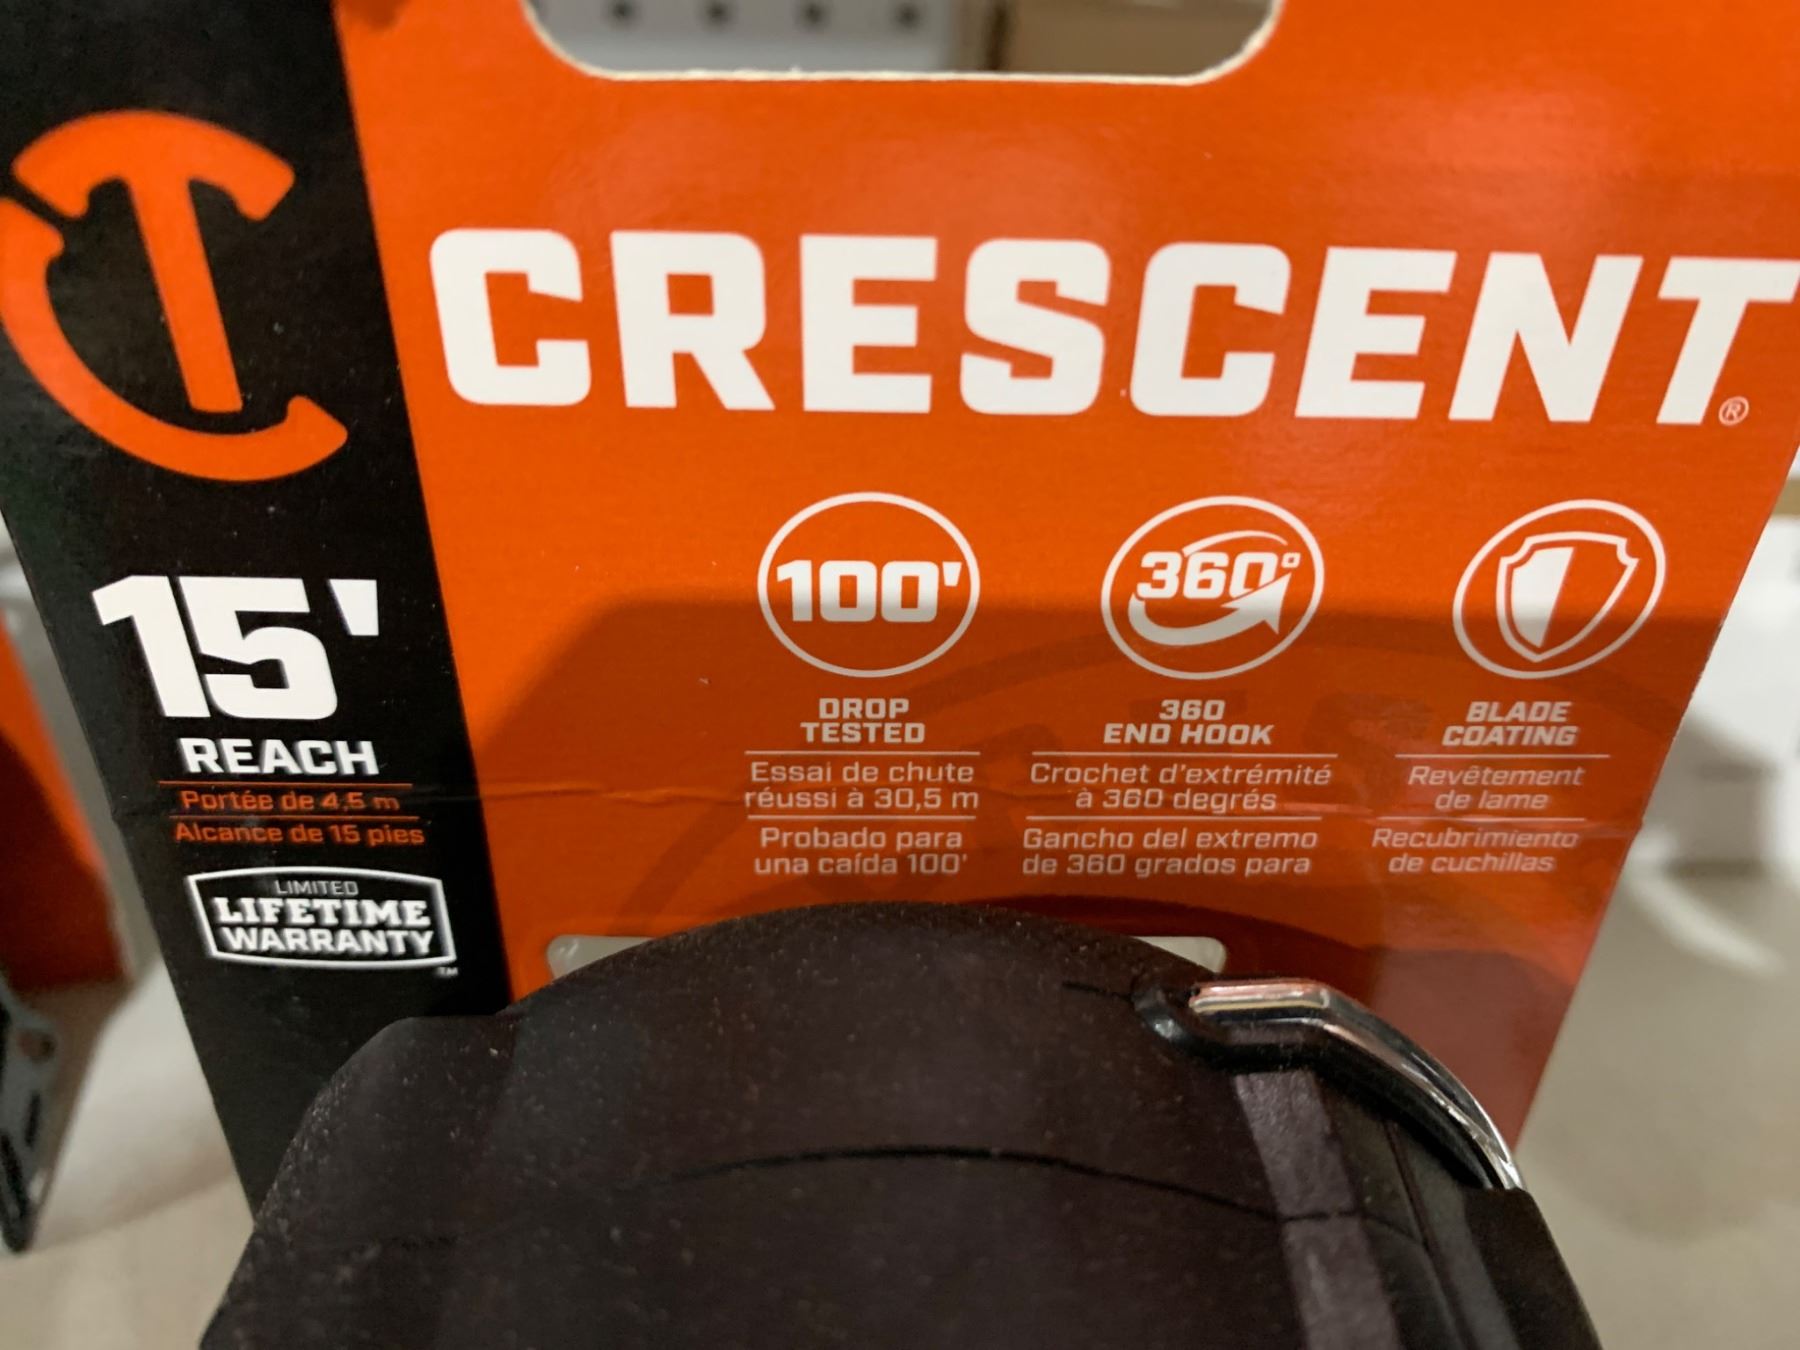 CRESCENT®
15'
REACH
Portée de 4,5 m
Alcance de 15 pies
LIMITED
LIFETIME
WARRANTY™
100'
DROP
TESTED
Essai de chute
réussi à 30,5 m
Probado para
una caída 100'
360°
360
END HOOK
Crochet d'extrémité
à 360 degrés
Gancho del extremo
de 360 grados para
BLADE
COATING
Revêtement
de lame
Recubrimiento
de cuchillas